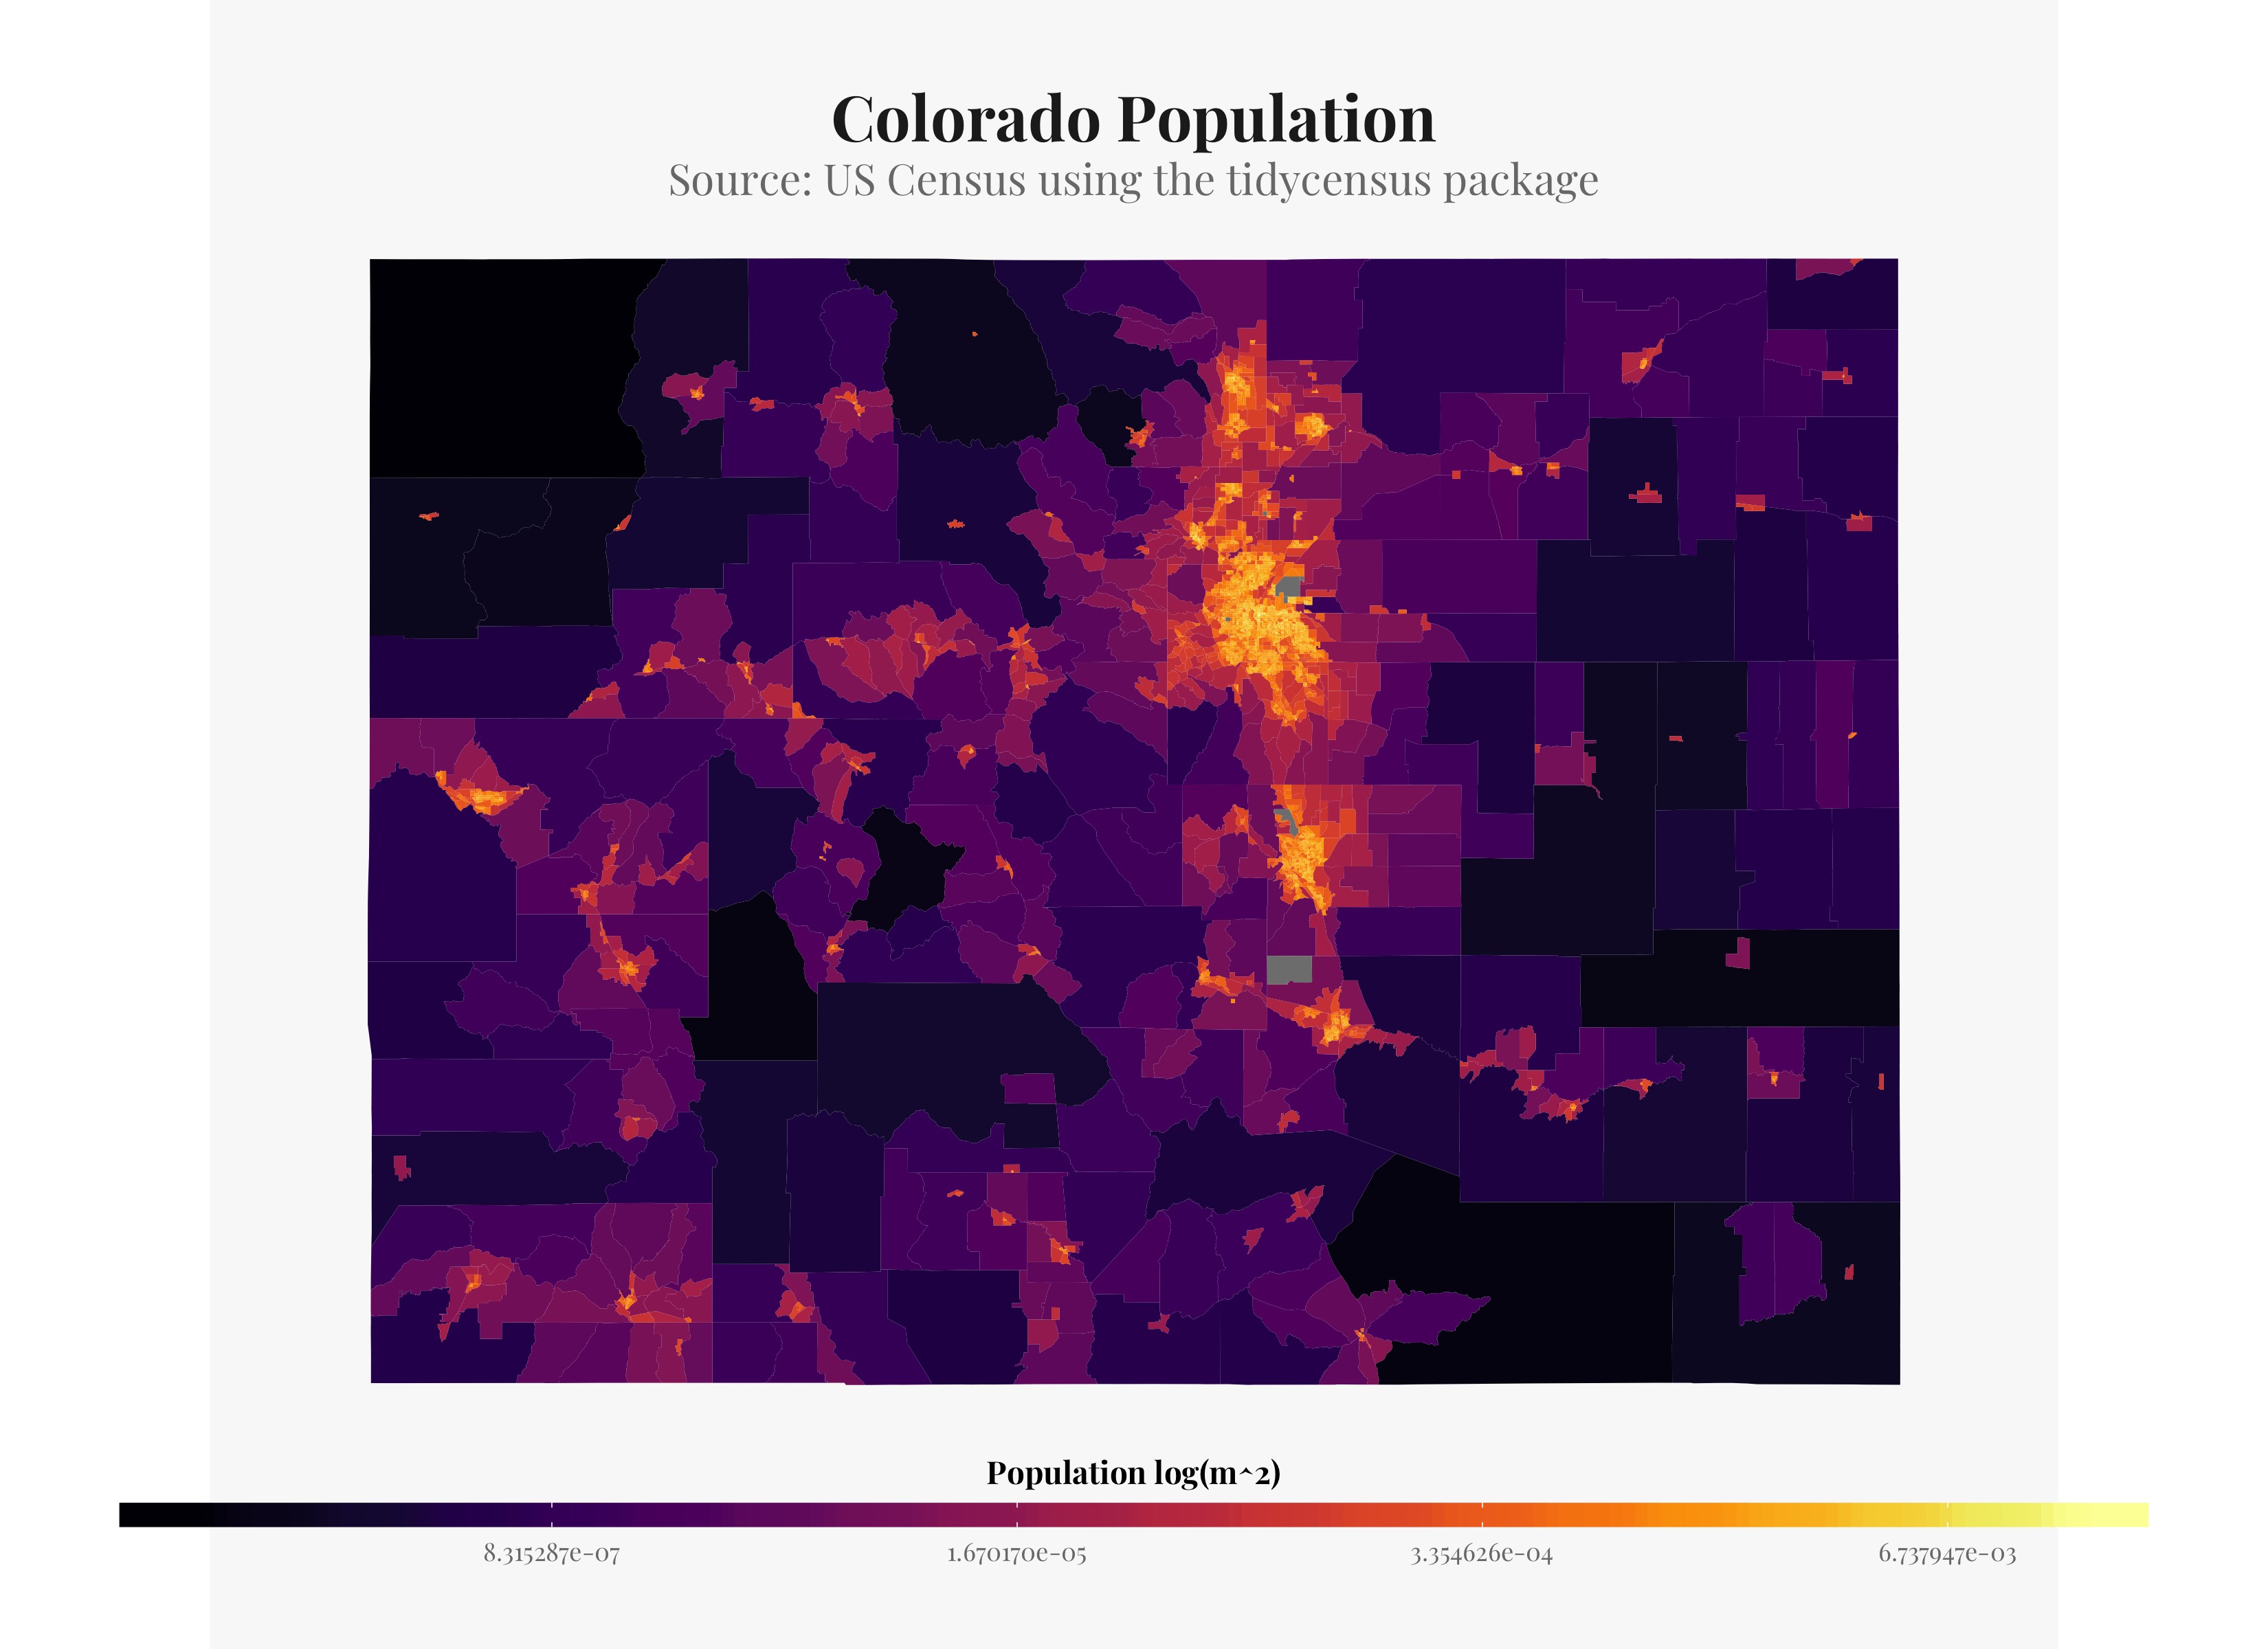 Colorado Population
Source: US Census using the tidycensus package
Population log(m^2)
8.315287e-07 1.670170e-05 3.354626e-04 6.737947e-03